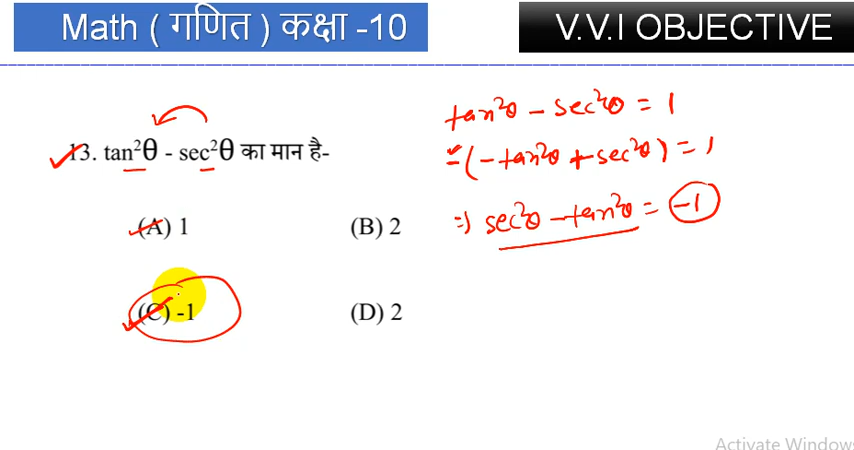 Math ( गणित ) कक्षा -10
V.V.I OBJECTIVE
13. tan²θ - sec²θ का मान है-
(A) 1
(B) 2
(C) -1
(D) 2
tan²θ - sec²θ = 1
= (-tan²θ + sec²θ) = 1
⇒ sec²θ - tan²θ = -1
Activate Windows